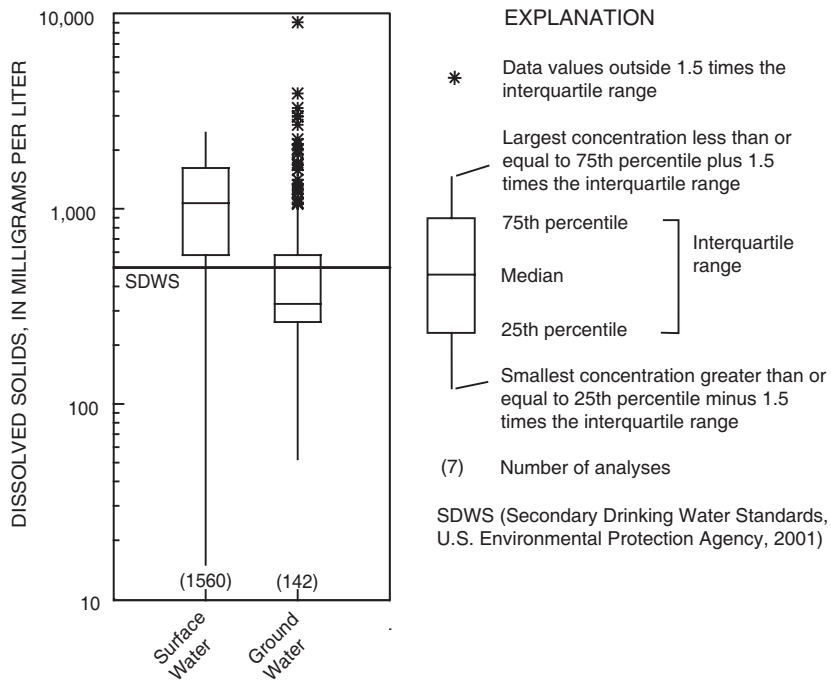 DISSOLVED SOLIDS, IN MILLIGRAMS PER LITER
10,000
1,000
100
10
SDWS
(1560)
(142)
Surface
Water
Ground
Water
EXPLANATION
Data values outside 1.5 times the
interquartile range
Largest concentration less than or
equal to 75th percentile plus 1.5
times the interquartile range
75th percentile
Median
25th percentile
Interquartile
range
Smallest concentration greater than or
equal to 25th percentile minus 1.5
times the interquartile range
(7) Number of analyses
SDWS (Secondary Drinking Water Standards,
U.S. Environmental Protection Agency, 2001)